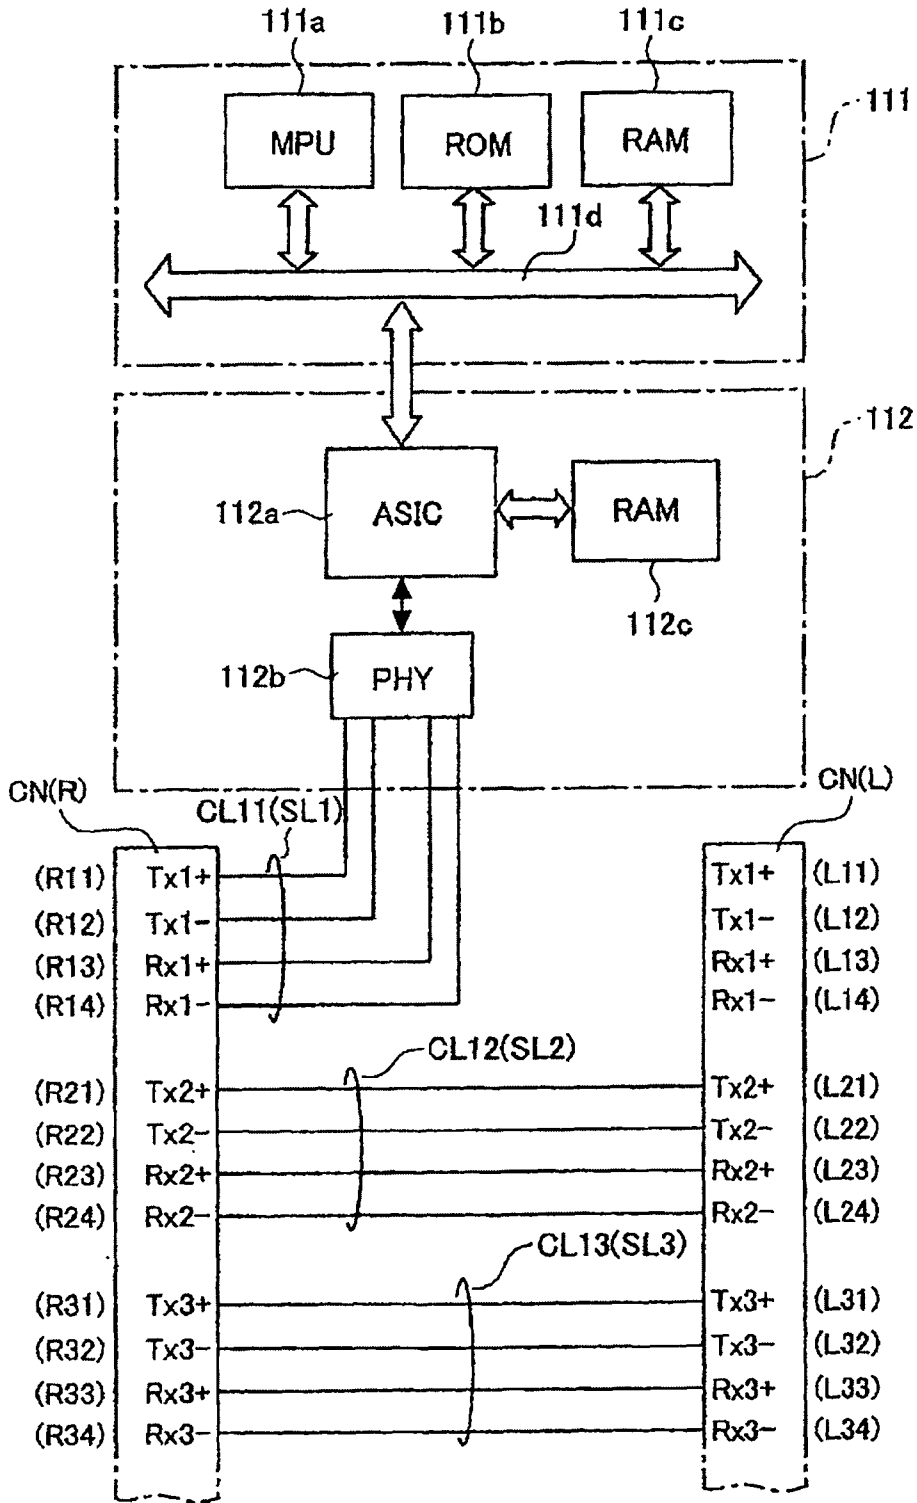 111a 111b 111c
111
MPU ROM RAM
111d
112
112a ASIC RAM
112c
112b PHY
CN(R) CN(L)
CL11(SL1)
(R11) Tx1+ Tx1+ (L11)
(R12) Tx1- Tx1- (L12)
(R13) Rx1+ Rx1+ (L13)
(R14) Rx1- Rx1- (L14)
CL12(SL2)
(R21) Tx2+ Tx2+ (L21)
(R22) Tx2- Tx2- (L22)
(R23) Rx2+ Rx2+ (L23)
(R24) Rx2- Rx2- (L24)
CL13(SL3)
(R31) Tx3+ Tx3+ (L31)
(R32) Tx3- Tx3- (L32)
(R33) Rx3+ Rx3+ (L33)
(R34) Rx3- Rx3- (L34)